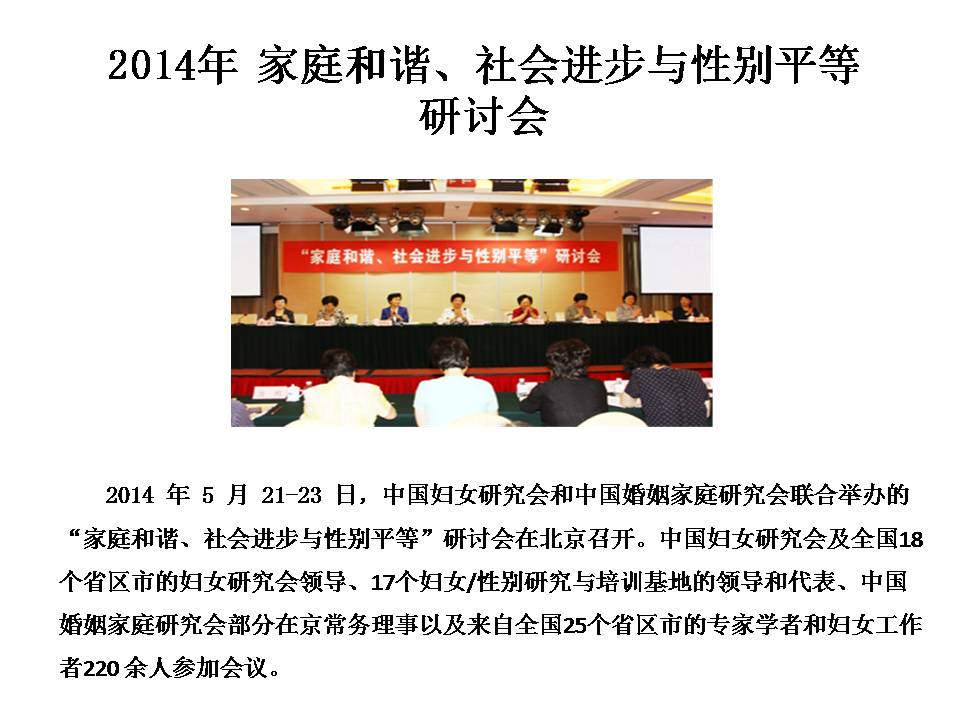 2014年 家庭和谐、社会进步与性别平等
研讨会
“家庭和谐、社会进步与性别平等”研讨会
2014 年 5 月 21-23 日，中国妇女研究会和中国婚姻家庭研究会联合举办的
“家庭和谐、社会进步与性别平等”研讨会在北京召开。中国妇女研究会及全国18
个省区市的妇女研究会领导、17个妇女/性别研究与培训基地的领导和代表、中国
婚姻家庭研究会部分在京常务理事以及来自全国25个省区市的专家学者和妇女工作
者220 余人参加会议。